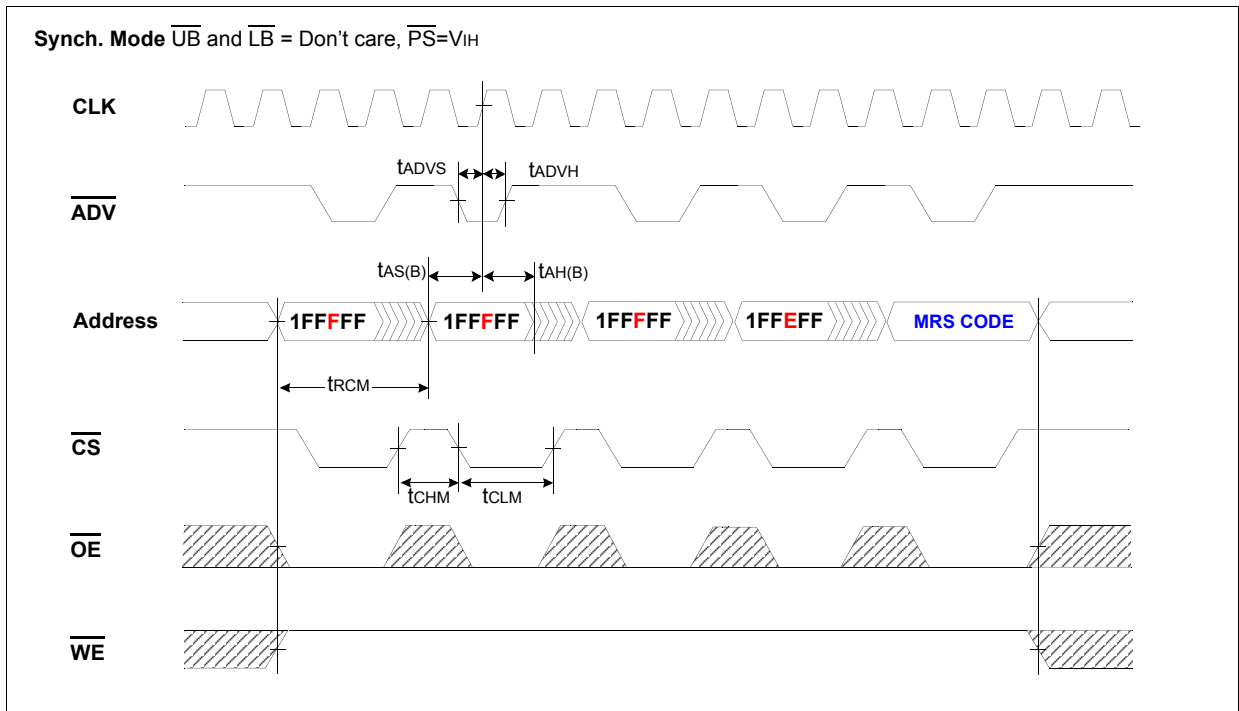 Synch. Mode UB and LB = Don't care, PS=VIH
CLK
tADVS tADVH
ADV
tAS(B) tAH(B)
Address 1FFFFF 1FFFFF 1FFFFF 1FFEFF MRS CODE
tRCM
CS
tCHM tCLM
OE
WE